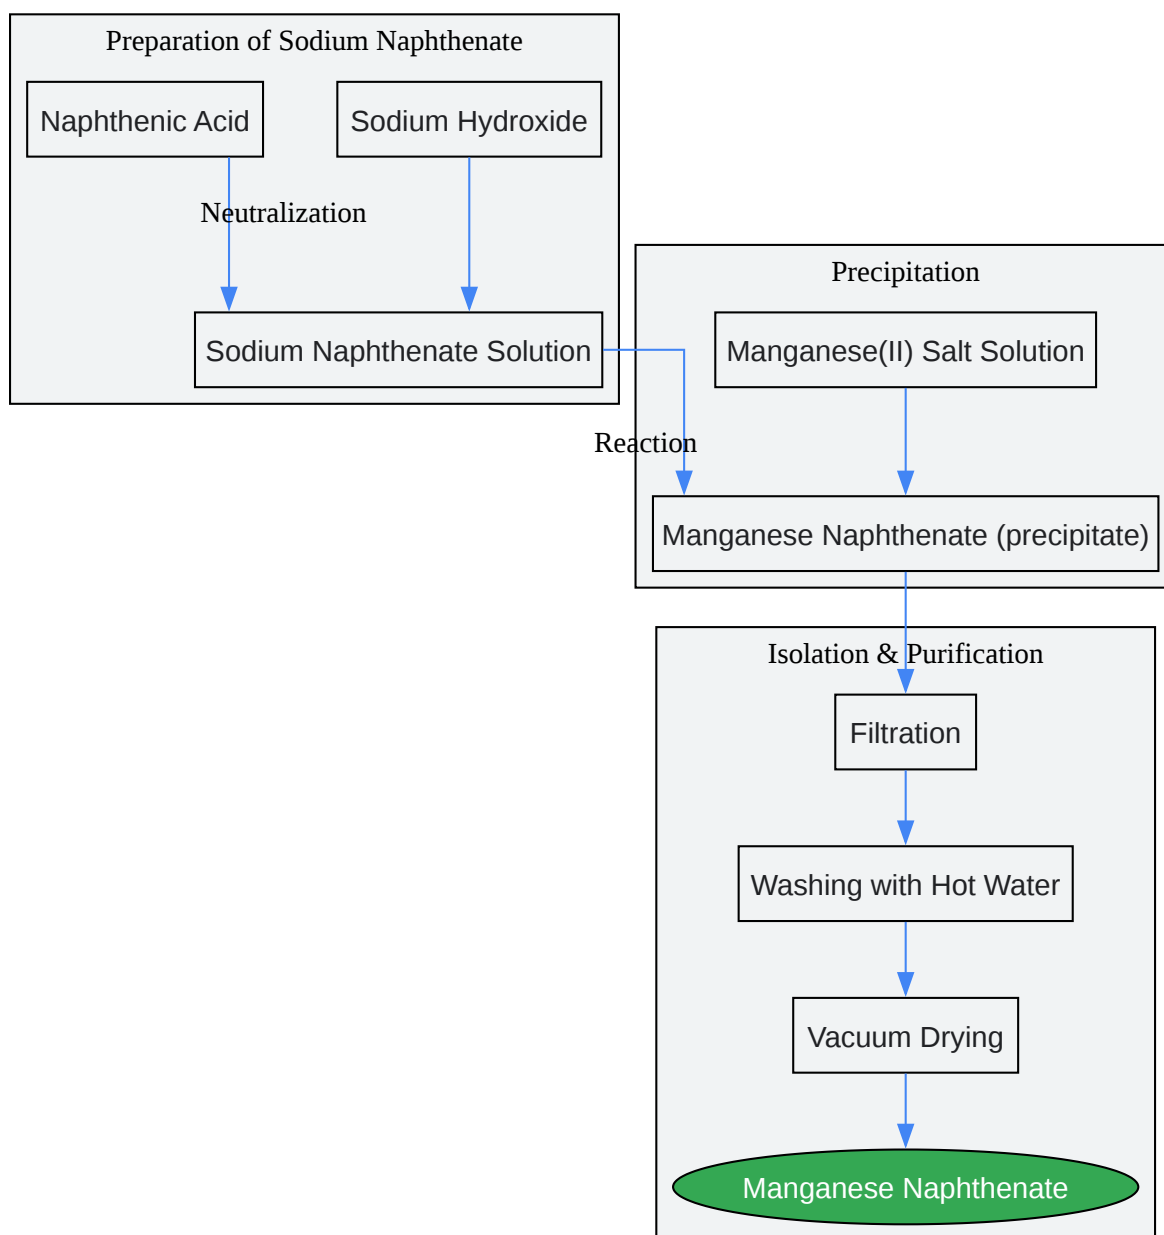 Preparation of Sodium Naphthenate
Naphthenic Acid
Sodium Hydroxide
Neutralization
Sodium Naphthenate Solution
Precipitation
Manganese(II) Salt Solution
Reaction
Manganese Naphthenate (precipitate)
Isolation & Purification
Filtration
Washing with Hot Water
Vacuum Drying
Manganese Naphthenate